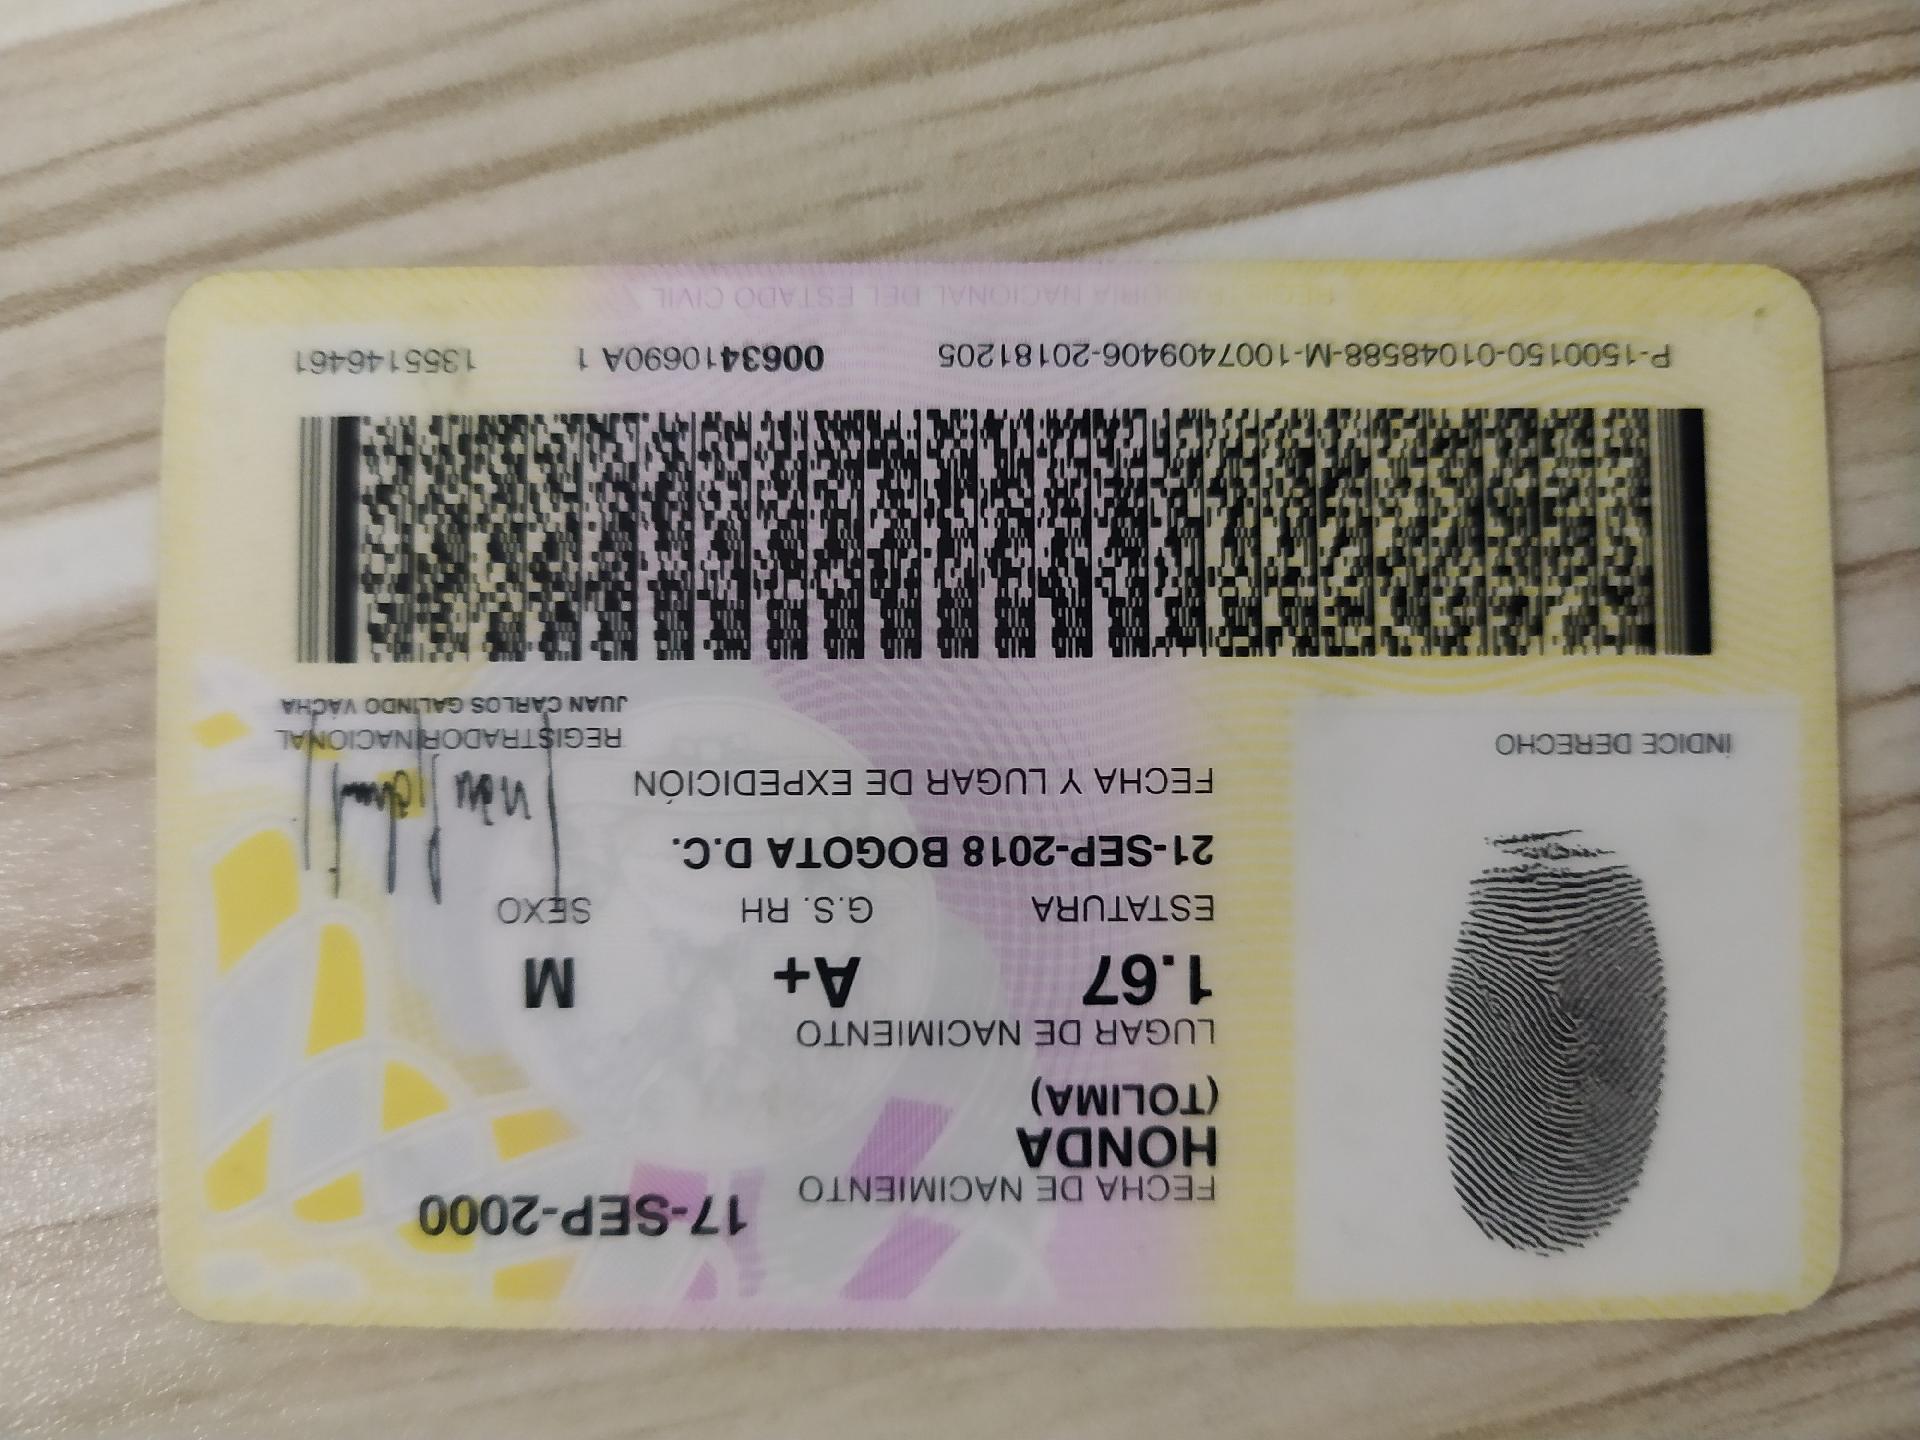 FECHA DE NACIMIENTO 17-SEP-2000
HONDA
(TOLIMA)
LUGAR DE NACIMIENTO
1.67 A+ M
ESTATURA G.S. RH SEXO
21-SEP-2018 BOGOTA D.C.
FECHA Y LUGAR DE EXPEDICIÓN
ÍNDICE DERECHO
REGISTRADOR NACIONAL
JUAN CARLOS GALINDO VÁCHA
P-1500150-01048588-M-1007409406-20181205 0063410690A 1 1355146461
REGISTRADURIA NACIONAL DEL ESTADO CIVIL